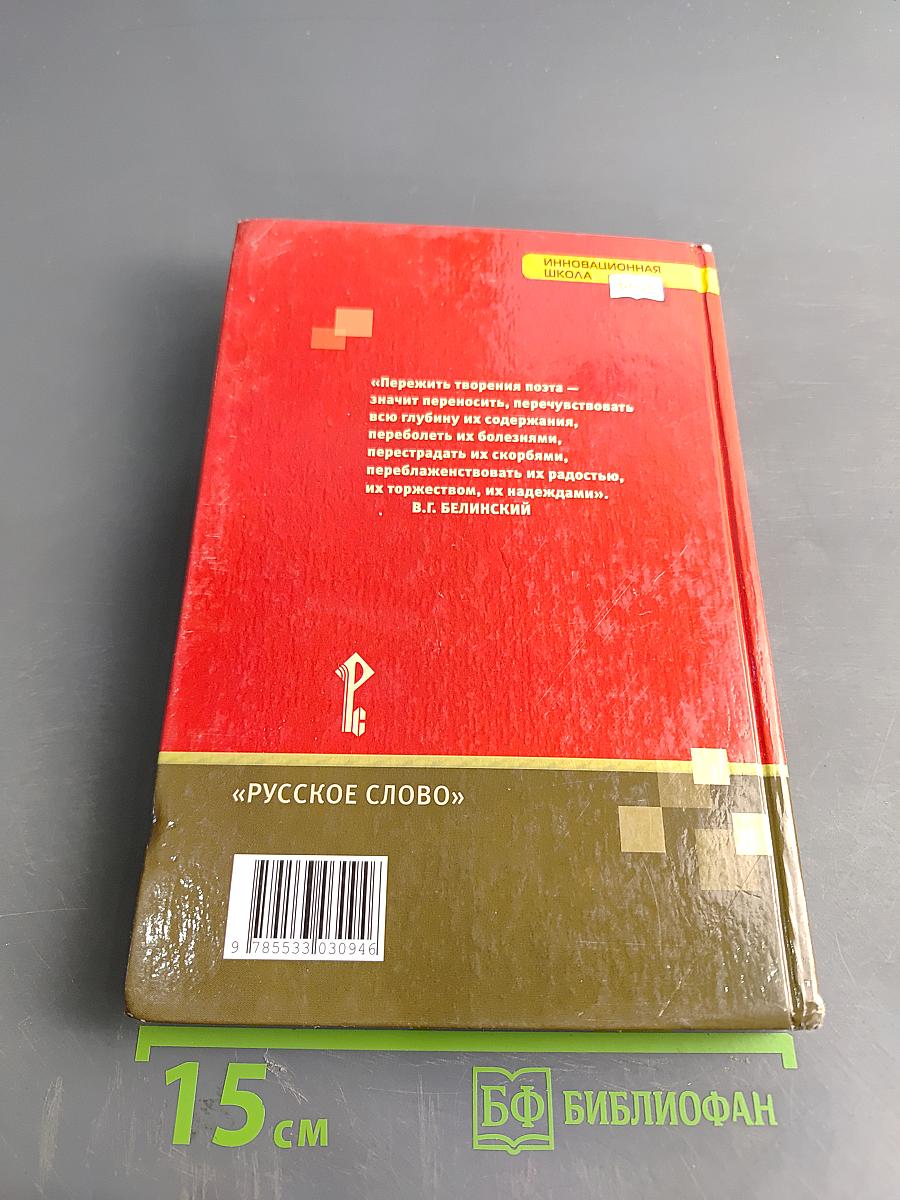 ИННОВАЦИОННАЯ
ШКОЛА
«Пережить творения поэта —
значит переносить, перечувствовать
всю глубину их содержания,
переболеть их болезнями,
перестрадать их скорбями,
переблаженствовать их радостью,
их торжеством, их надеждами».
В.Г. БЕЛИНСКИЙ
РС
«РУССКОЕ СЛОВО»
9 785533 030946
15 см
БФ БИБЛИОФАН